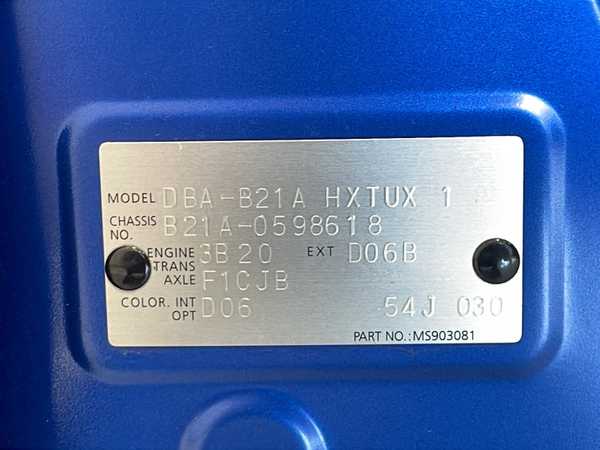 MODEL DBA-B21A HXTUX 1
CHASSIS NO. B21A-0598618
ENGINE 3B20 EXT D06B
TRANS AXLE F1CJB
COLOR. INT OPT D06 54J 030
PART NO.:MS903081